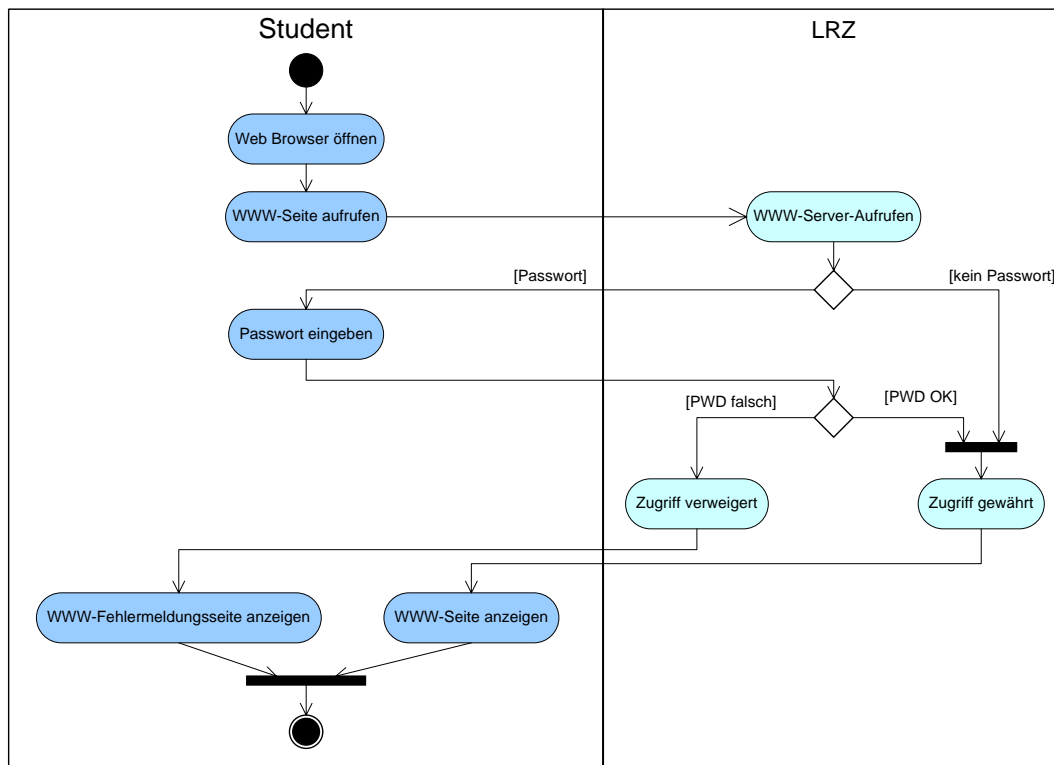 Student
LRZ
Web Browser öffnen
WWW-Seite aufrufen
WWW-Server-Aufrufen
[Passwort]
[kein Passwort]
Passwort eingeben
[PWD falsch]
[PWD OK]
Zugriff verweigert
Zugriff gewährt
WWW-Fehlermeldungsseite anzeigen
WWW-Seite anzeigen